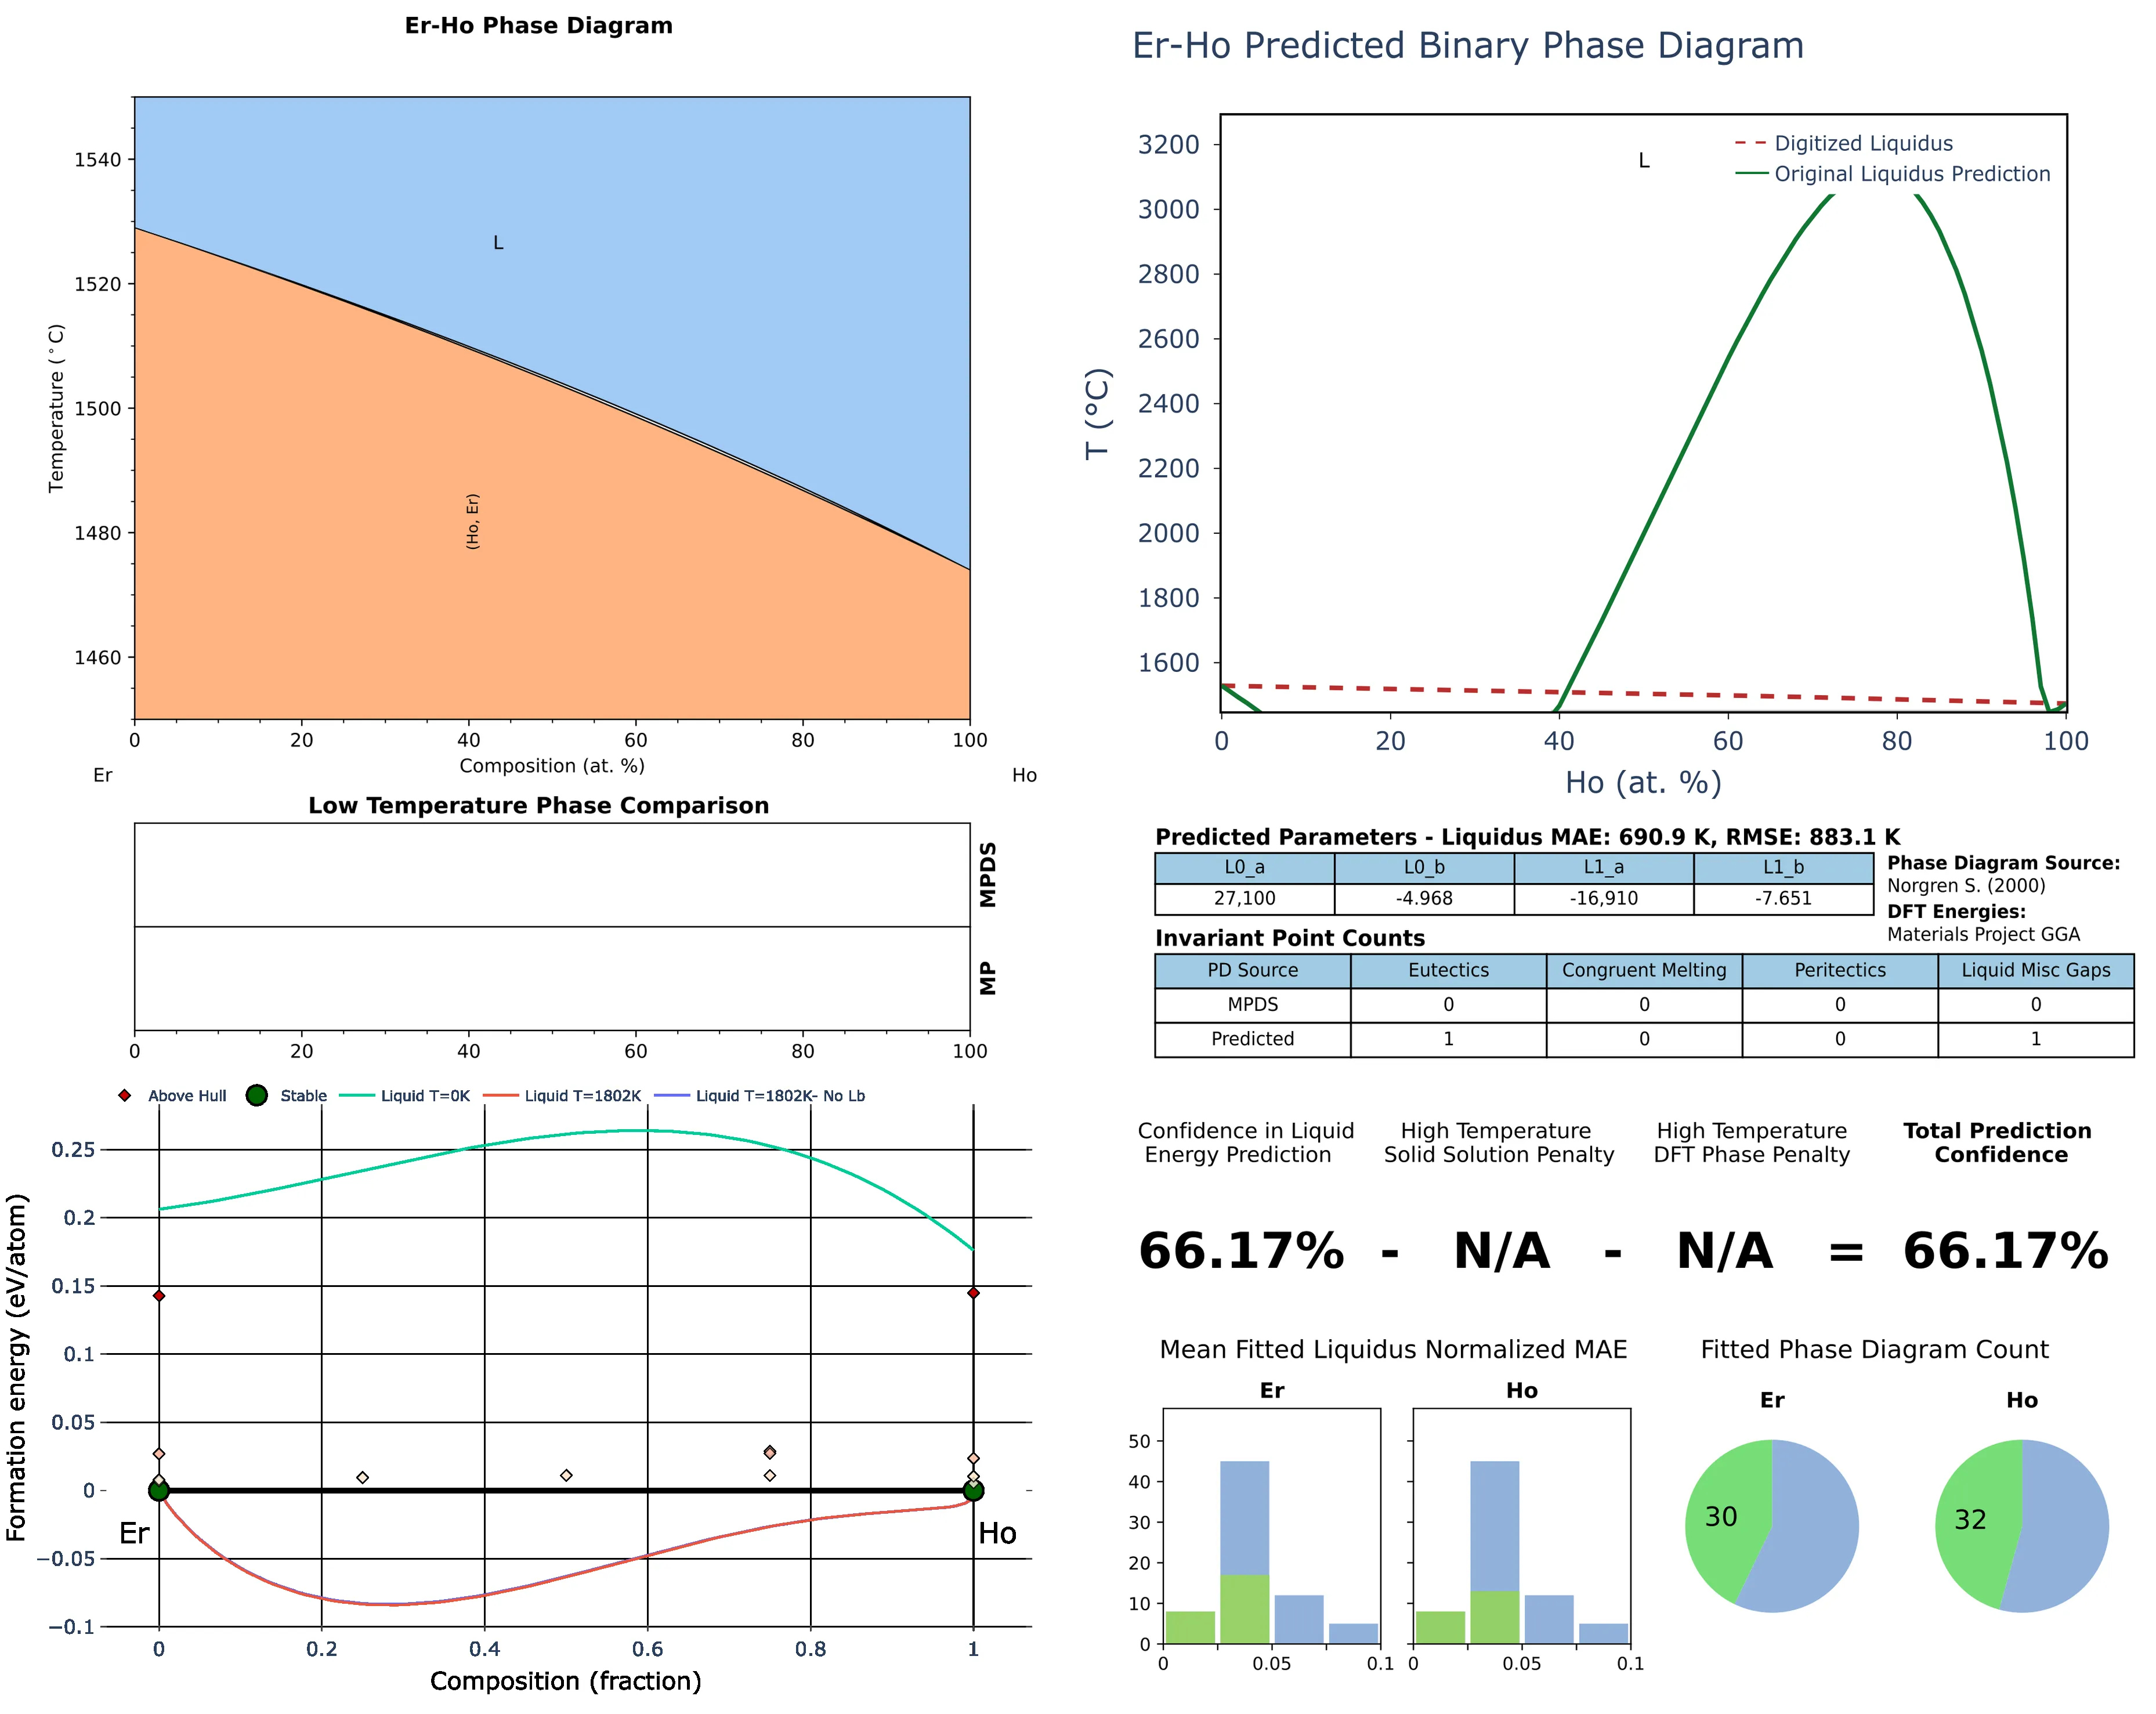 Er-Ho Phase Diagram
1540
1520
1500
1480
1460
Temperature (°C)
L
(Ho, Er)
0 20 40 60 80 100
Composition (at. %)
Er Ho
Low Temperature Phase Comparison
MPDS
MP
0 20 40 60 80 100
Above Hull Stable Liquid T=0K Liquid T=1802K Liquid T=1802K- No Lb
0.25
0.2
0.15
0.1
0.05
0
−0.05
−0.1
Formation energy (eV/atom)
Er Ho
0 0.2 0.4 0.6 0.8 1
Composition (fraction)
Er-Ho Predicted Binary Phase Diagram
3200
3000
2800
2600
2400
2200
2000
1800
1600
T (°C)
L
Digitized Liquidus
Original Liquidus Prediction
0 20 40 60 80 100
Ho (at. %)
Predicted Parameters - Liquidus MAE: 690.9 K, RMSE: 883.1 K
L0_a L0_b L1_a L1_b
27,100 -4.968 -16,910 -7.651
Phase Diagram Source:
Norgren S. (2000)
DFT Energies:
Materials Project GGA
Invariant Point Counts
PD Source Eutectics Congruent Melting Peritectics Liquid Misc Gaps
MPDS 0 0 0 0
Predicted 1 0 0 1
Confidence in Liquid
Energy Prediction
High Temperature
Solid Solution Penalty
High Temperature
DFT Phase Penalty
Total Prediction
Confidence
66.17% - N/A - N/A = 66.17%
Mean Fitted Liquidus Normalized MAE
Er Ho
50
40
30
20
10
0
0 0.05 0.1 0 0.05 0.1
Fitted Phase Diagram Count
Er Ho
30 32